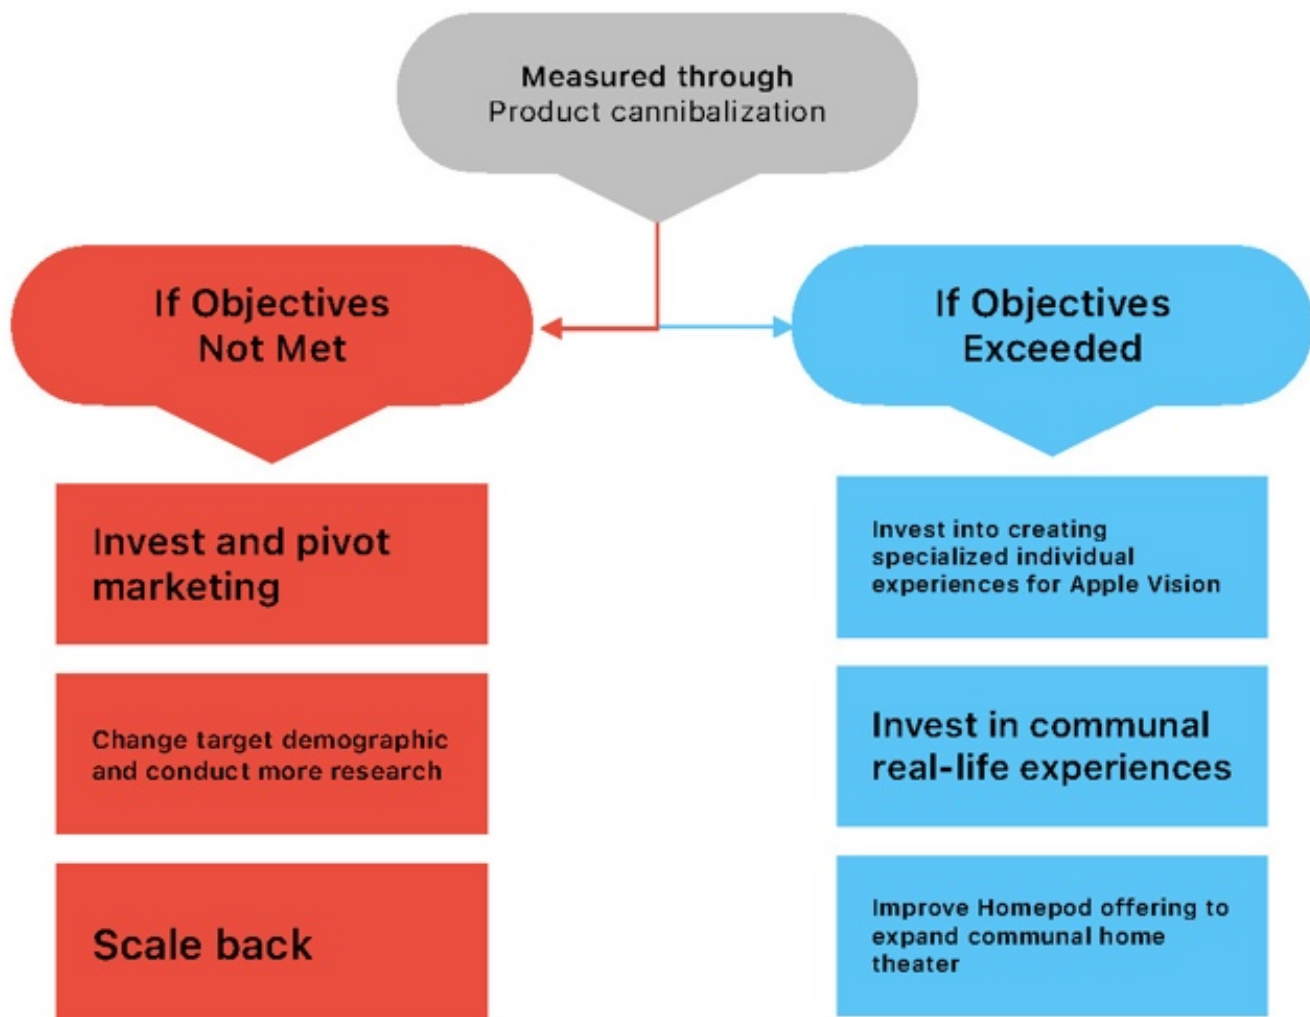 Measured through
Product cannibalization
If Objectives
Not Met
Invest and pivot
marketing
Change target demographic
and conduct more research
Scale back
If Objectives
Exceeded
Invest into creating
specialized individual
experiences for Apple Vision
Invest in communal
real-life experiences
Improve Homepod offering to
expand communal home
theater